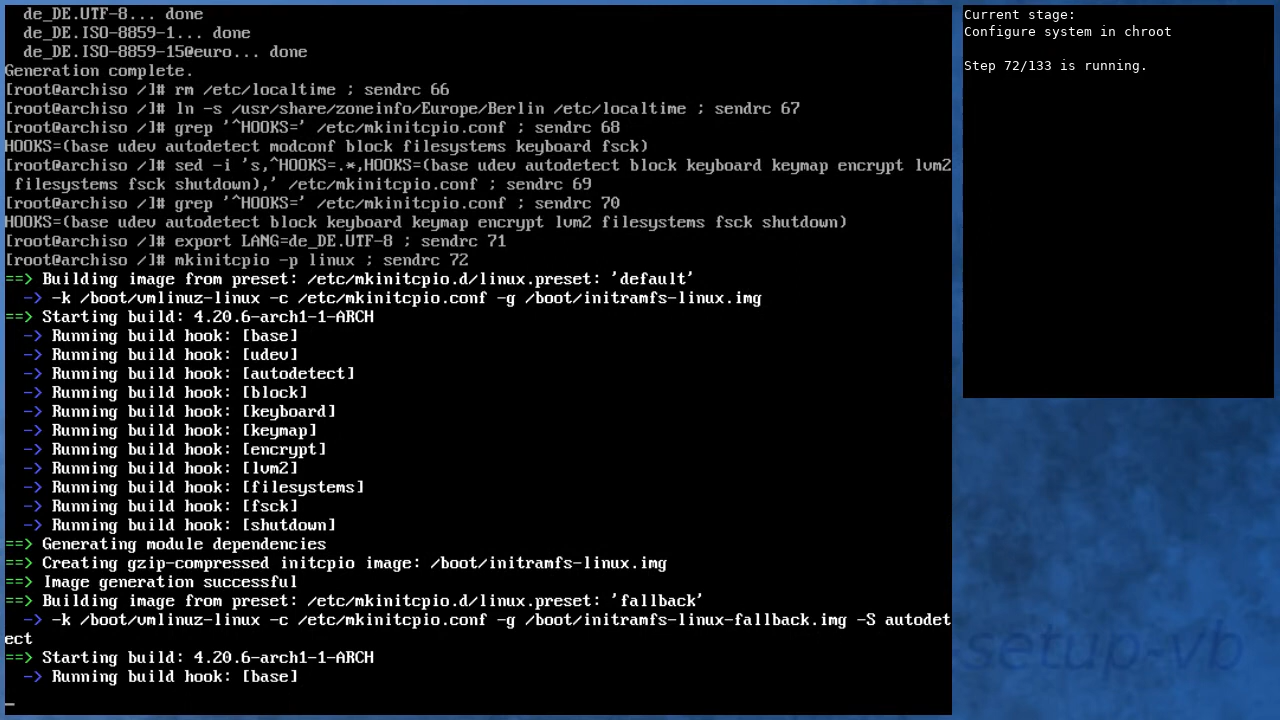 de_DE.UTF-8... done
de_DE.ISO-8859-1... done
de_DE.ISO-8859-15@euro... done
Generation complete.
[root@archiso /]# rm /etc/localtime ; sendrc 66
[root@archiso /]# ln -s /usr/share/zoneinfo/Europe/Berlin /etc/localtime ; sendrc 67
[root@archiso /]# grep '^HOOKS=' /etc/mkinitcpio.conf ; sendrc 68
HOOKS=(base udev autodetect modconf block filesystems keyboard fsck)
[root@archiso /]# sed -i 's,^HOOKS=.*,HOOKS=(base udev autodetect block keyboard keymap encrypt lvm2
 filesystems fsck shutdown),' /etc/mkinitcpio.conf ; sendrc 69
[root@archiso /]# grep '^HOOKS=' /etc/mkinitcpio.conf ; sendrc 70
HOOKS=(base udev autodetect block keyboard keymap encrypt lvm2 filesystems fsck shutdown)
[root@archiso /]# export LANG=de_DE.UTF-8 ; sendrc 71
[root@archiso /]# mkinitcpio -p linux ; sendrc 72
==> Building image from preset: /etc/mkinitcpio.d/linux.preset: 'default'
-> -k /boot/vmlinuz-linux -c /etc/mkinitcpio.conf -g /boot/initramfs-linux.img
==> Starting build: 4.20.6-arch1-1-ARCH
-> Running build hook: [base]
-> Running build hook: [udev]
-> Running build hook: [autodetect]
-> Running build hook: [block]
-> Running build hook: [keyboard]
-> Running build hook: [keymap]
-> Running build hook: [encrypt]
-> Running build hook: [lvm2]
-> Running build hook: [filesystems]
-> Running build hook: [fsck]
-> Running build hook: [shutdown]
==> Generating module dependencies
==> Creating gzip-compressed initcpio image: /boot/initramfs-linux.img
==> Image generation successful
==> Building image from preset: /etc/mkinitcpio.d/linux.preset: 'fallback'
-> -k /boot/vmlinuz-linux -c /etc/mkinitcpio.conf -g /boot/initramfs-linux-fallback.img -S autodet
ect
==> Starting build: 4.20.6-arch1-1-ARCH
-> Running build hook: [base]
_
Current stage:
Configure system in chroot
Step 72/133 is running.
setup-vb